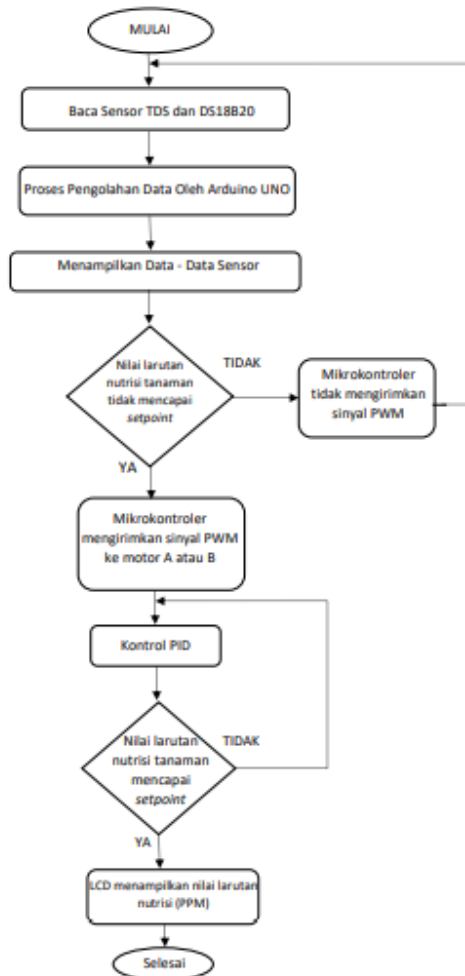 MULAI
Baca Sensor TDS dan DS18B20
Proses Pengolahan Data Oleh Arduino UNO
Menampilkan Data - Data Sensor
Nilai larutan
nutrisi tanaman
tidak mencapai
setpoint
TIDAK
Mikrokontroler
tidak mengirimkan
sinyal PWM
YA
Mikrokontroler
mengirimkan sinyal PWM
ke motor A atau B
Kontrol PID
Nilai larutan
nutrisi tanaman
mencapai
setpoint
TIDAK
YA
LCD menampilkan nilai larutan
nutrisi (PPM)
Selesai